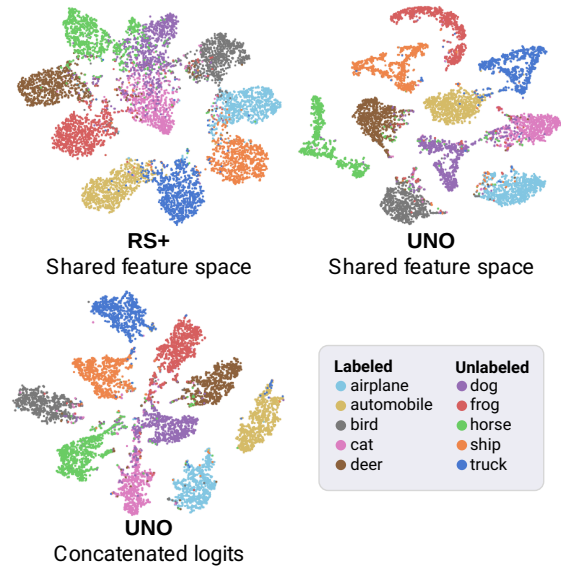 RS+
Shared feature space
UNO
Shared feature space
UNO
Concatenated logits
Labeled
airplane
automobile
bird
cat
deer
Unlabeled
dog
frog
horse
ship
truck